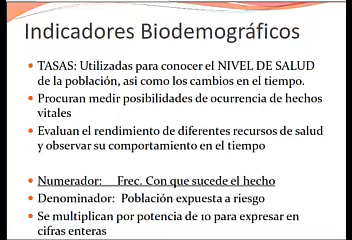 Indicadores Biodemográficos
• TASAS: Utilizadas para conocer el NIVEL DE SALUD
de la población, asi como los cambios en el tiempo.
• Procuran medir posibilidades de ocurrencia de hechos
vitales
• Evaluan el rendimiento de diferentes recursos de salud
y observar su comportamiento en el tiempo
• Numerador: Frec. Con que sucede el hecho
• Denominador: Población expuesta a riesgo
• Se multiplican por potencia de 10 para expresar en
cifras enteras